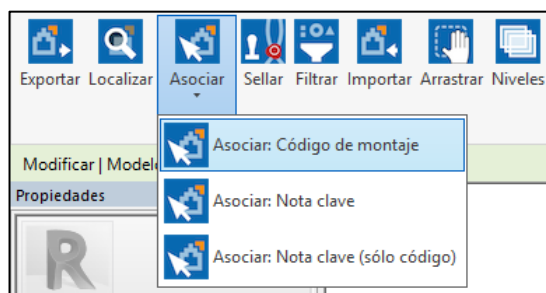 Exportar Localizar Asociar Sellar Filtrar Importar Arrastrar Niveles
Asociar: Código de montaje
Modificar | Modelo
Propiedades
Asociar: Nota clave
Asociar: Nota clave (sólo código)